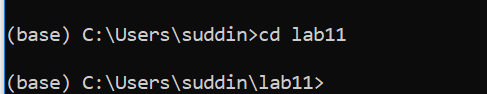 (base) C:\Users\suddin>cd lab11
(base) C:\Users\suddin\lab11>